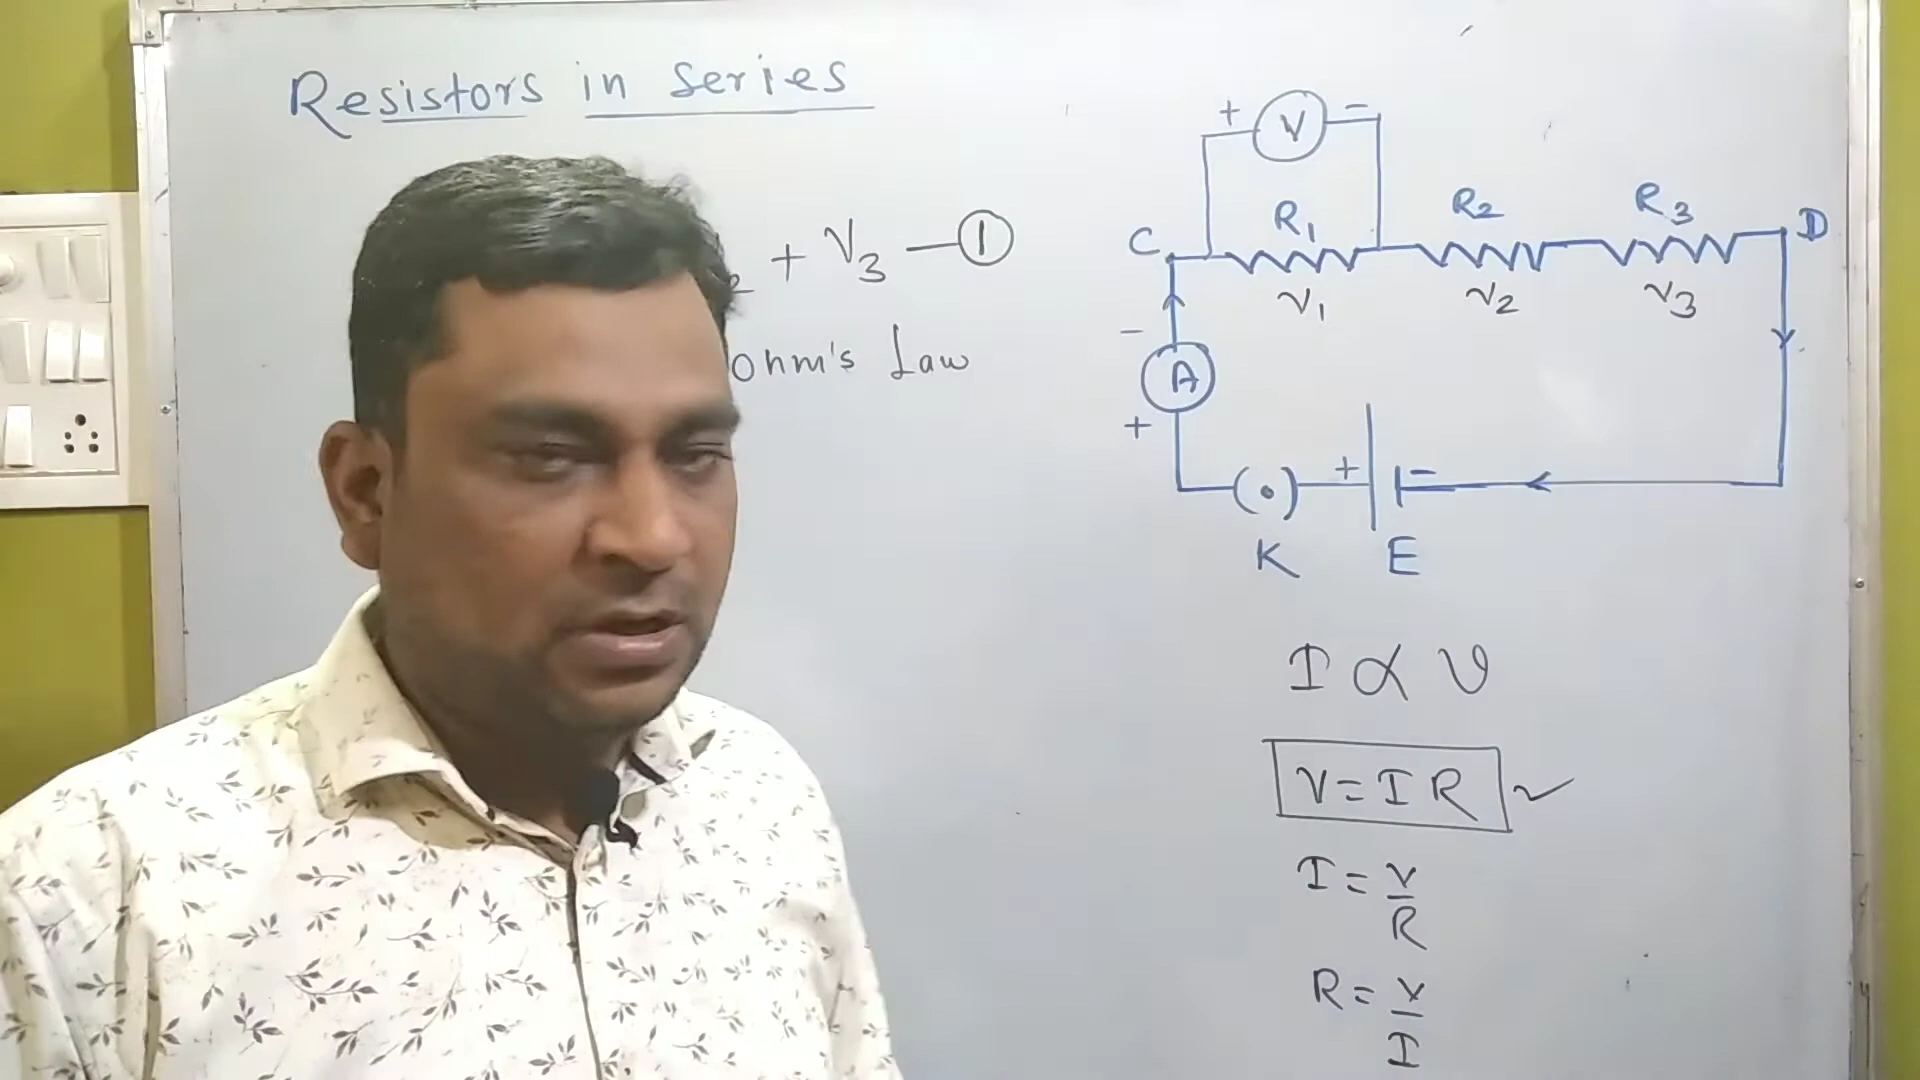 Resistors in series
+ V3 — 1
ohm's Law
+ V -
R1 R2 R3
C D
V1 V2 V3
-
A
+
+ -
K E
I ∝ V
V = I R ✓
I = V/R
R = V/I